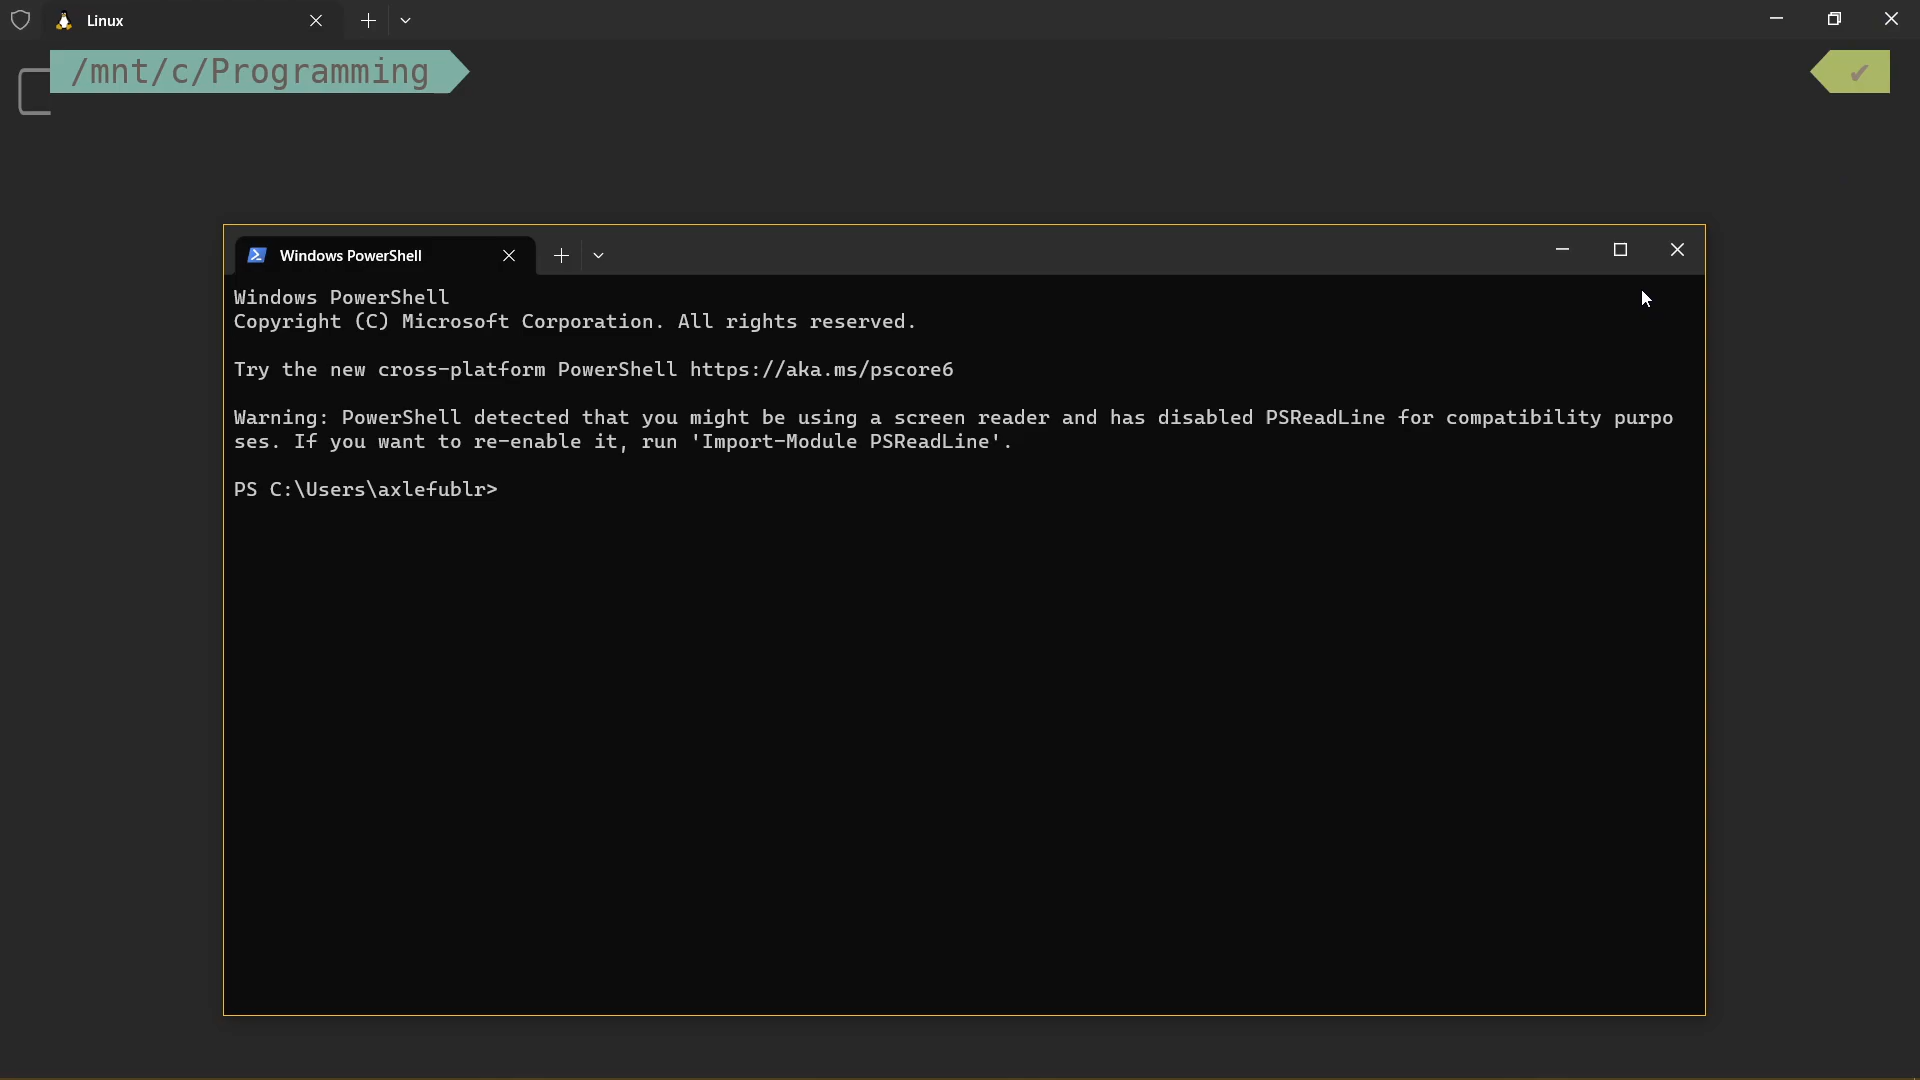 Linux
/mnt/c/Programming
✔
Windows PowerShell
Windows PowerShell
Copyright (C) Microsoft Corporation. All rights reserved.
Try the new cross-platform PowerShell https://aka.ms/pscore6
Warning: PowerShell detected that you might be using a screen reader and has disabled PSReadLine for compatibility purpo
ses. If you want to re-enable it, run 'Import-Module PSReadLine'.
PS C:\Users\axlefublr>